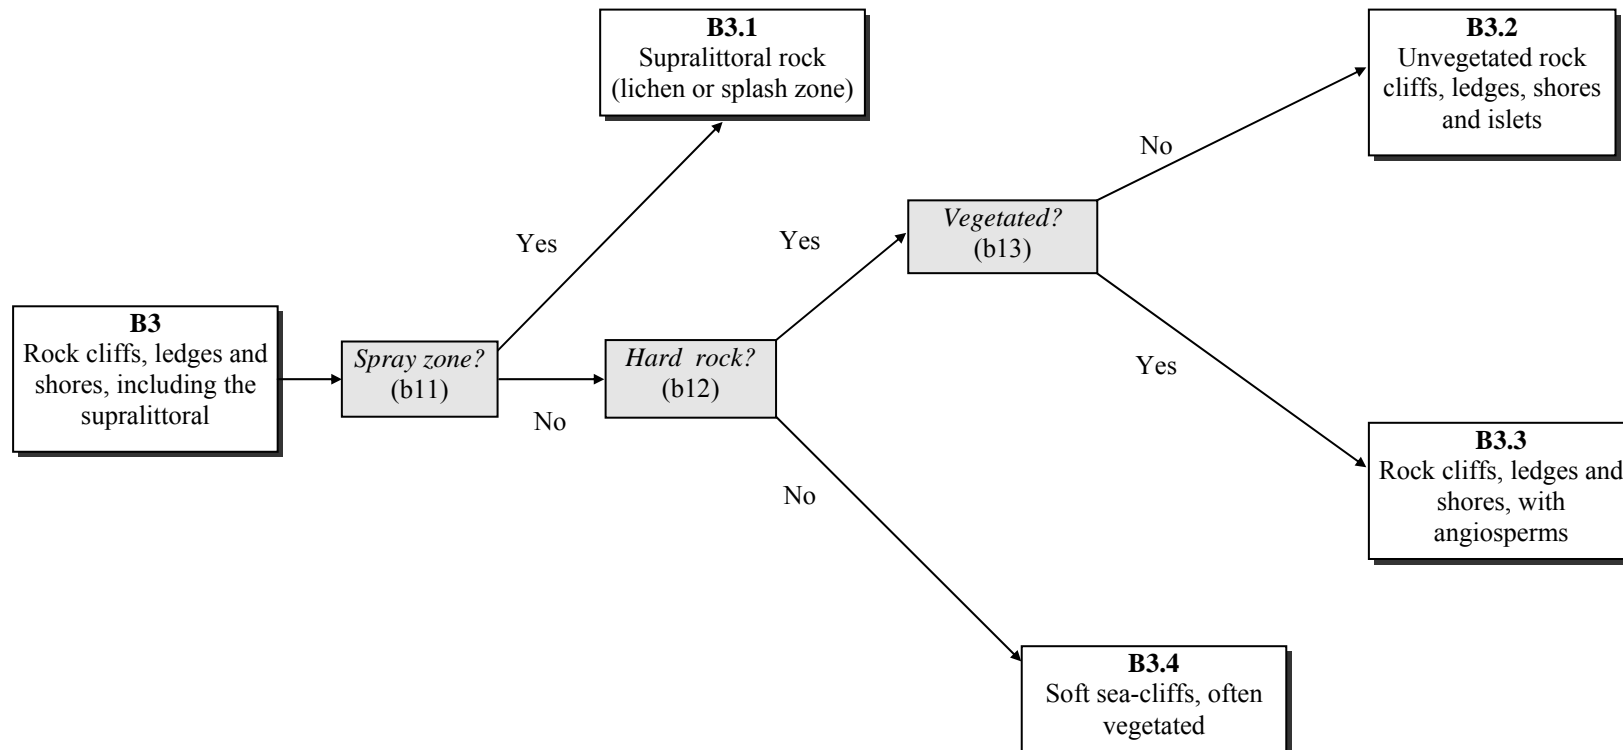 B3
Rock cliffs, ledges and
shores, including the
supralittoral
Spray zone?
(b11)
Yes
No
B3.1
Supralittoral rock
(lichen or splash zone)
Hard rock?
(b12)
Yes
No
Vegetated?
(b13)
No
Yes
B3.2
Unvegetated rock
cliffs, ledges, shores
and islets
B3.3
Rock cliffs, ledges and
shores, with
angiosperms
B3.4
Soft sea-cliffs, often
vegetated